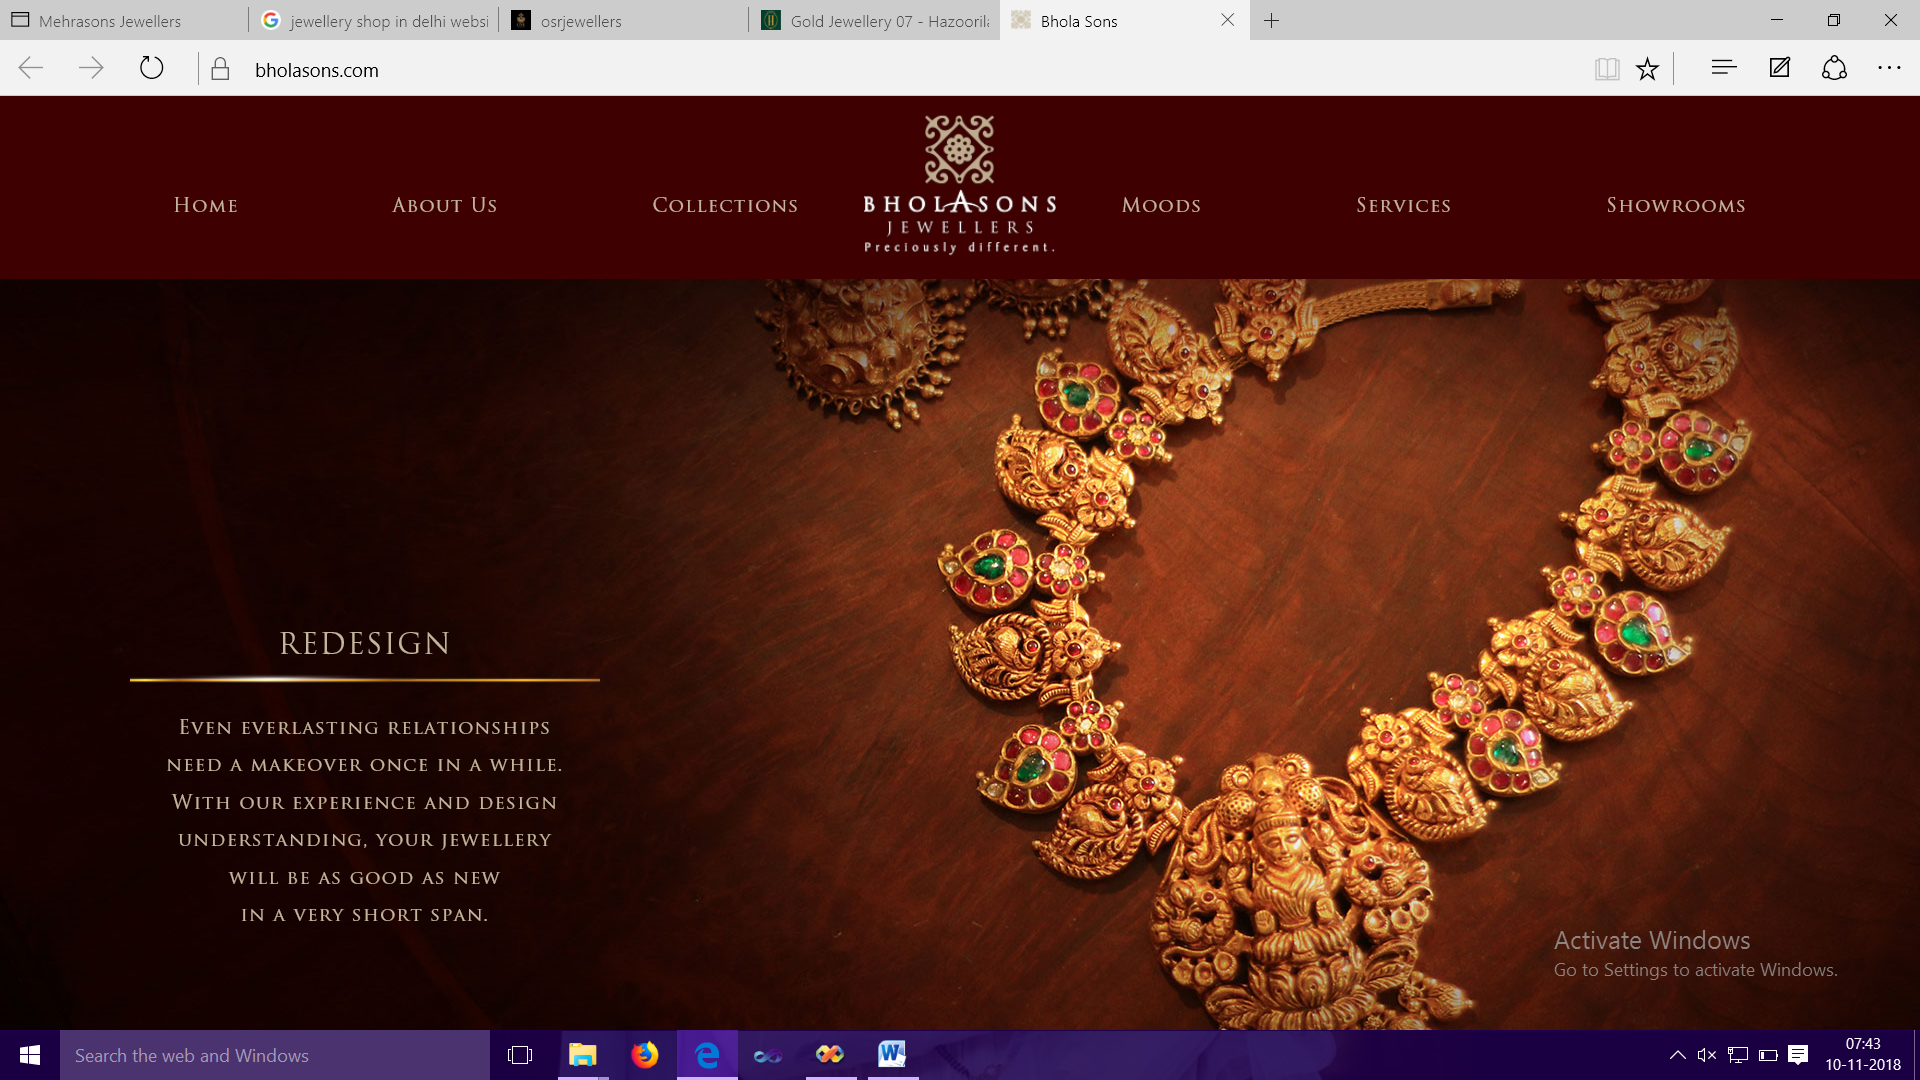 Mehrasons Jewellers
jewellery shop in delhi websi
osrjewellers
Gold Jewellery 07 - Hazooril
Bhola Sons
bholasons.com
HOME
ABOUT US
COLLECTIONS
BHOLASONS
JEWELLERS
Preciously different.
MOODS
SERVICES
SHOWROOMS
REDESIGN
EVEN EVERLASTING RELATIONSHIPS
NEED A MAKEOVER ONCE IN A WHILE.
WITH OUR EXPERIENCE AND DESIGN
UNDERSTANDING, YOUR JEWELLERY
WILL BE AS GOOD AS NEW
IN A VERY SHORT SPAN.
Activate Windows
Go to Settings to activate Windows.
Search the web and Windows
07:43
10-11-2018